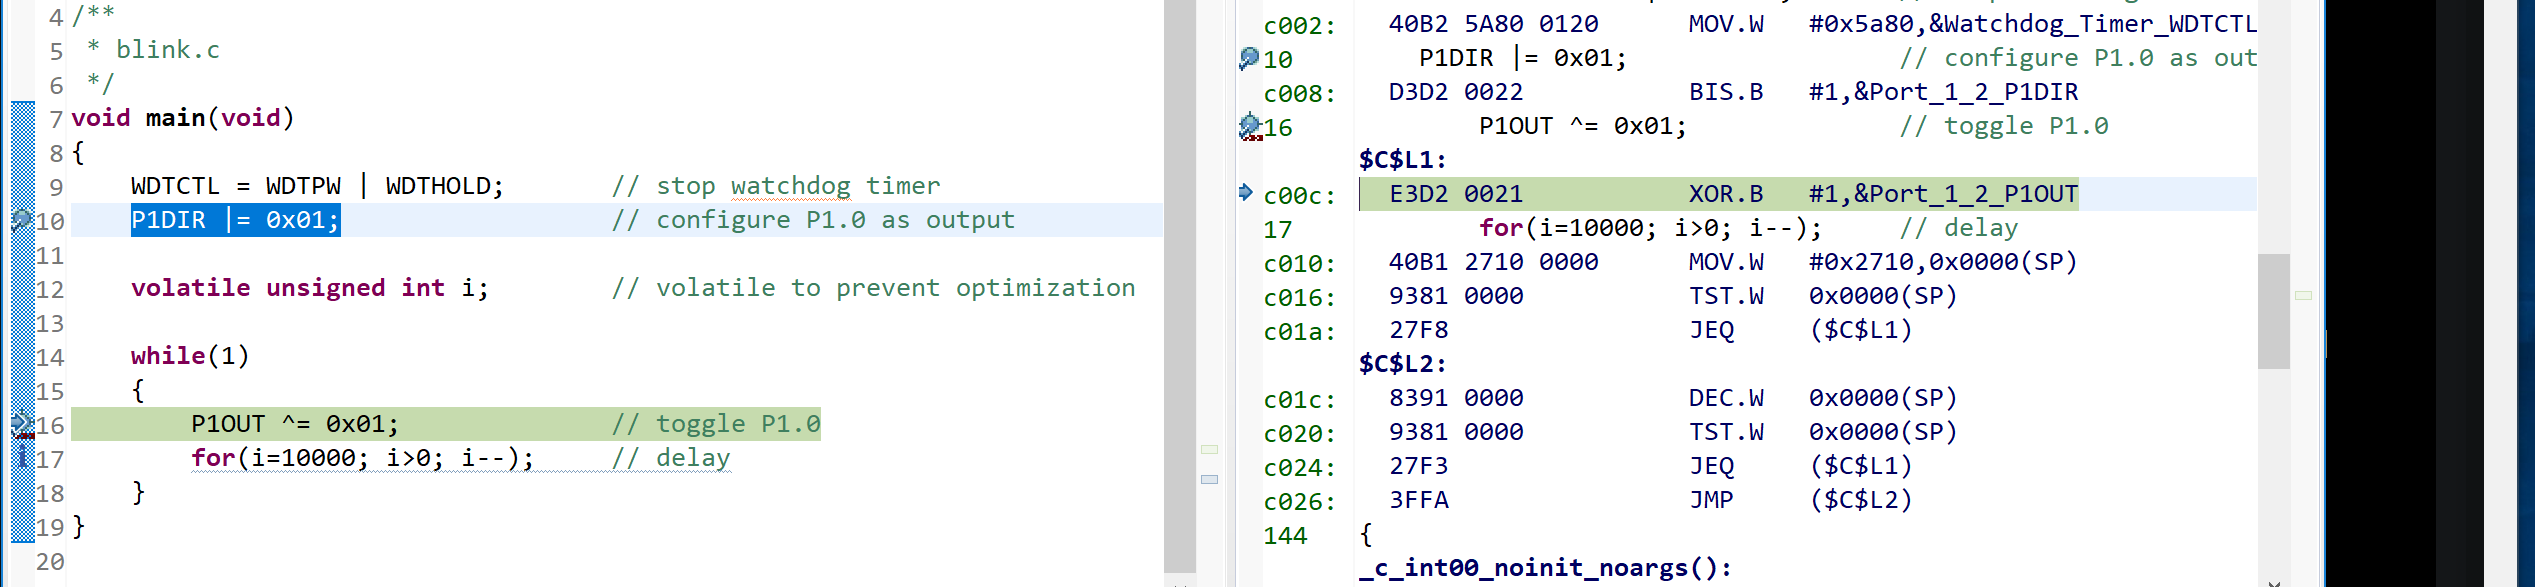 4 /**
5  * blink.c
6  */
7 void main(void)
8 {
9     WDTCTL = WDTPW | WDTHOLD;       // stop watchdog timer
10     P1DIR |= 0x01;                  // configure P1.0 as output
11
12     volatile unsigned int i;        // volatile to prevent optimization
13
14     while(1)
15     {
16         P1OUT ^= 0x01;              // toggle P1.0
17         for(i=10000; i>0; i--);     // delay
18     }
19 }
20
c002:   40B2 5A80 0120      MOV.W   #0x5a80,&Watchdog_Timer_WDTCTL
10     P1DIR |= 0x01;                  // configure P1.0 as out
c008:   D3D2 0022           BIS.B   #1,&Port_1_2_P1DIR
16         P1OUT ^= 0x01;              // toggle P1.0
$C$L1:
c00c:   E3D2 0021           XOR.B   #1,&Port_1_2_P1OUT
17         for(i=10000; i>0; i--);     // delay
c010:   40B1 2710 0000      MOV.W   #0x2710,0x0000(SP)
c016:   9381 0000           TST.W   0x0000(SP)
c01a:   27F8                JEQ     ($C$L1)
$C$L2:
c01c:   8391 0000           DEC.W   0x0000(SP)
c020:   9381 0000           TST.W   0x0000(SP)
c024:   27F3                JEQ     ($C$L1)
c026:   3FFA                JMP     ($C$L2)
144     {
_c_int00_noinit_noargs():